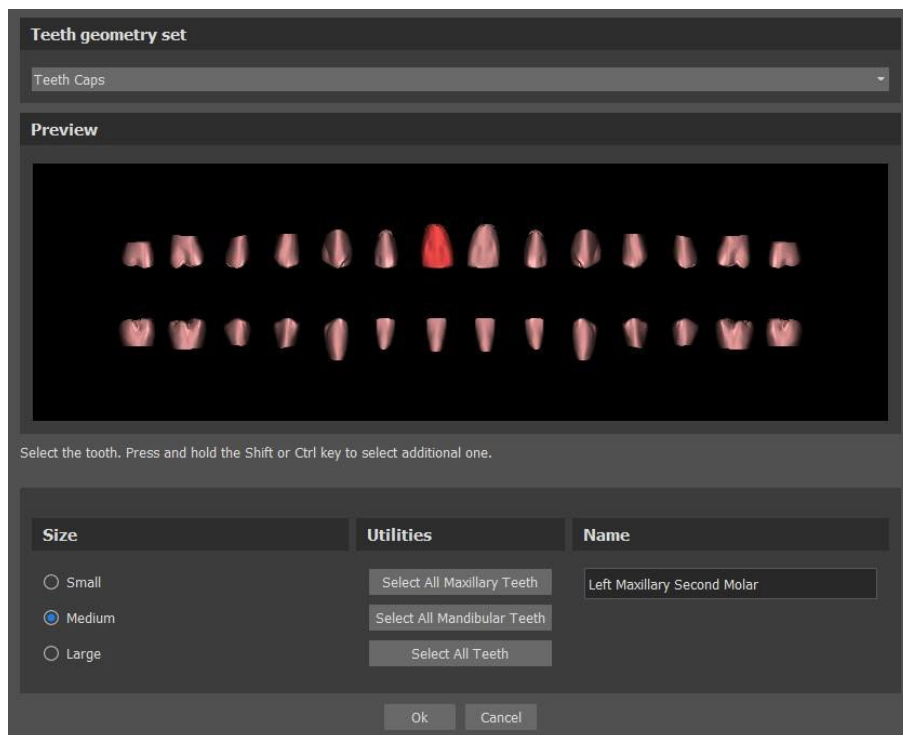 Teeth geometry set
Teeth Caps
Preview
Select the tooth. Press and hold the Shift or Ctrl key to select additional one.
Size
Utilities
Name
Small
Select All Maxillary Teeth
Left Maxillary Second Molar
Medium
Select All Mandibular Teeth
Large
Select All Teeth
Ok
Cancel